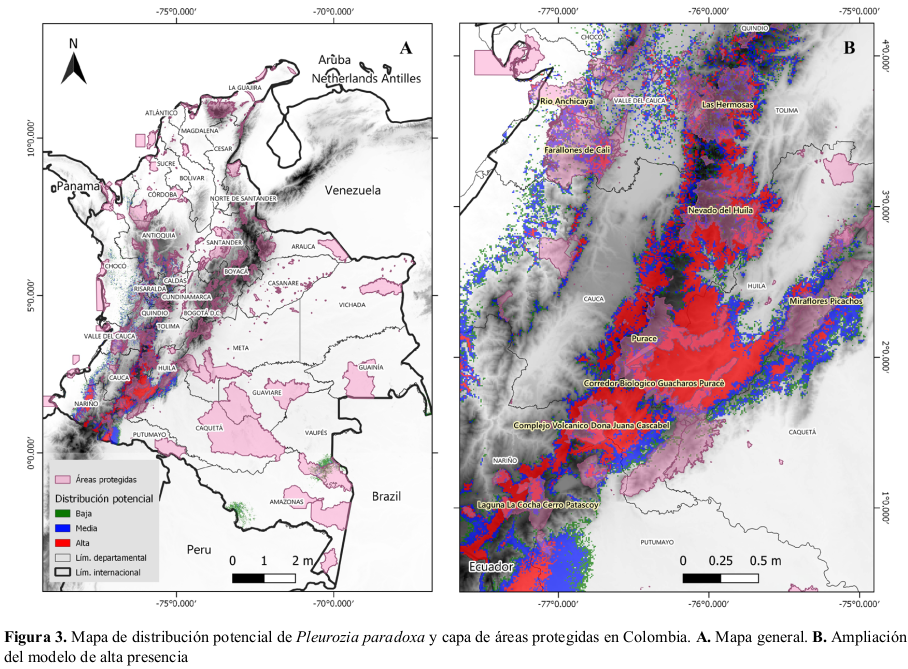 -75°0.000'
-70°0.000'
N
A
Aruba
Netherlands Antilles
LA GUAJIRA
ATLÁNTICO
MAGDALENA
CESAR
10°0.000'
SUCRE
BOLIVAR
Panama
CÓRDOBA
Venezuela
NORTE DE SANTANDER
ANTIOQUIA
SANTANDER
ARAUCA
CHOCÓ
BOYACÁ
CALDAS
RISARALDA
CUNDINAMARCA
CASANARE
5°0.000'
QUINDIO
BOGOTÁ D.C.
VICHADA
TOLIMA
VALLE DEL CAUCA
META
HUILA
CAUCA
GUAINÍA
GUAVIARE
NARIÑO
CAQUETÁ
PUTUMAYO
VAUPÉS
0°0.000'
AMAZONAS
Brazil
Peru
Áreas protegidas
Distribución potencial
Baja
Media
Alta
Lím. departamental
Lím. internacional
0 1 2 m
-75°0.000'
-70°0.000'
-77°0.000'
-76°0.000'
-75°0.000'
QUINDIO
CHOCO
B
4°0.000'
Rio Anchicaya
VALLE DEL CAUCA
Las Hermosas
TOLIMA
Farallones de Cali
3°0.000'
Nevado del Huila
HUILA
CAUCA
Miraflores Picachos
Purace
2°0.000'
Corredor Biologico Guacharos Puracé
Complejo Volcanico Dona Juana Cascabel
CAQUETÁ
NARIÑO
Laguna La Cocha Cerro Patascoy
1°0.000'
PUTUMAYO
Ecuador
0 0.25 0.5 m
-77°0.000'
-76°0.000'
-75°0.000'
Figura 3. Mapa de distribución potencial de Pleurozia paradoxa y capa de áreas protegidas en Colombia. A. Mapa general. B. Ampliación
del modelo de alta presencia